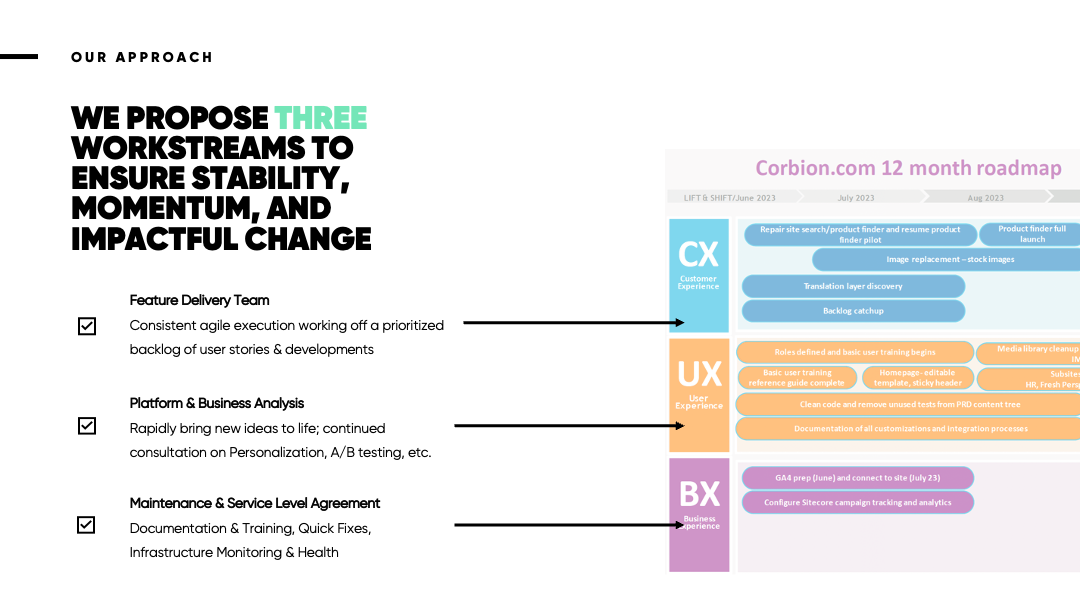 OUR APPROACH
WE PROPOSE THREE
WORKSTREAMS TO
ENSURE STABILITY,
MOMENTUM, AND
IMPACTFUL CHANGE
Feature Delivery Team
Consistent agile execution working off a prioritized
backlog of user stories & developments
Platform & Business Analysis
Rapidly bring new ideas to life; continued
consultation on Personalization, A/B testing, etc.
Maintenance & Service Level Agreement
Documentation & Training, Quick Fixes,
Infrastructure Monitoring & Health
Corbion.com 12 month roadmap
LIFT & SHIFT/June 2023
July 2023
Aug 2023
CX
Customer
Experience
Repair site search/product finder and resume product
finder pilot
Product finder full
launch
Image replacement – stock images
Translation layer discovery
Backlog catchup
UX
User
Experience
Roles defined and basic user training begins
Media library cleanup
Basic user training
reference guide complete
Homepage- editable
template, sticky header
Subsites
HR, Fresh
Clean code and remove unused tests from PRD content tree
Documentation of all customizations and integration processes
BX
Business
Experience
GA4 prep (June) and connect to site (July 23)
Configure Sitecore campaign tracking and analytics